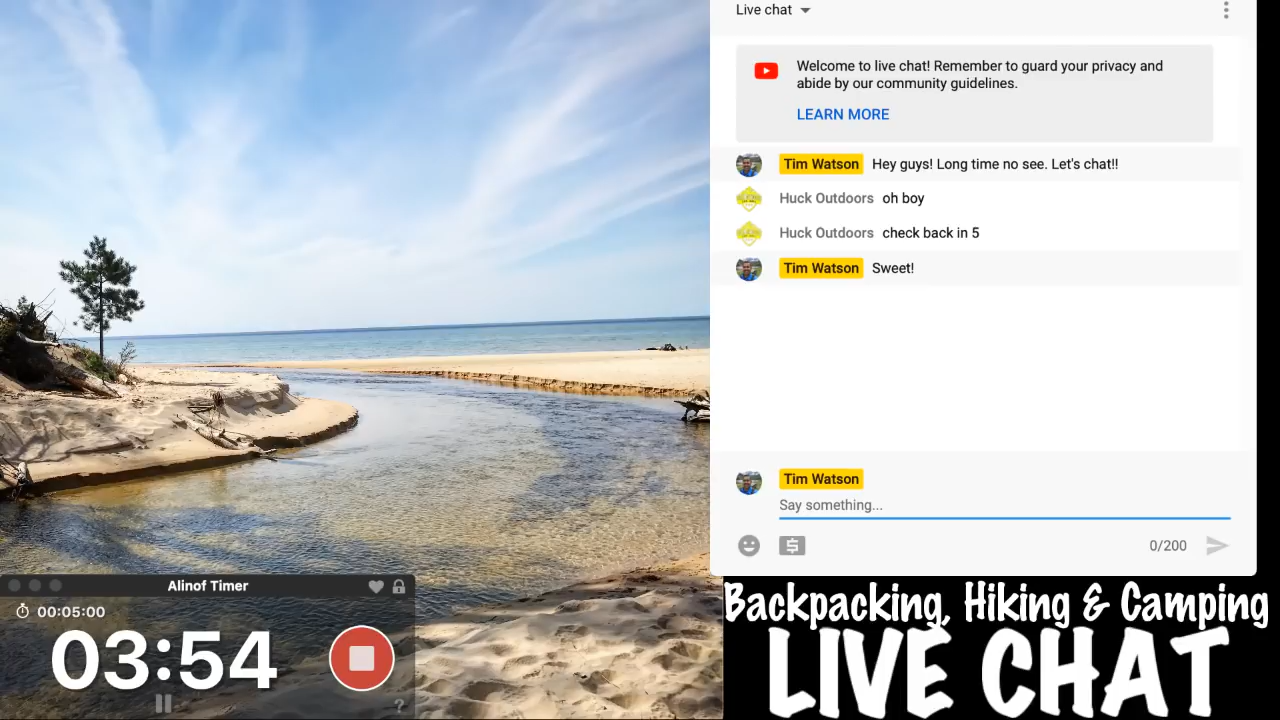 Live chat
Welcome to live chat! Remember to guard your privacy and
abide by our community guidelines.
LEARN MORE
Tim Watson Hey guys! Long time no see. Let's chat!!
Huck Outdoors oh boy
Huck Outdoors check back in 5
Tim Watson Sweet!
Tim Watson
Say something...
0/200
Alinof Timer
00:05:00
03:54
?
Backpacking, Hiking & Camping
LIVE CHAT